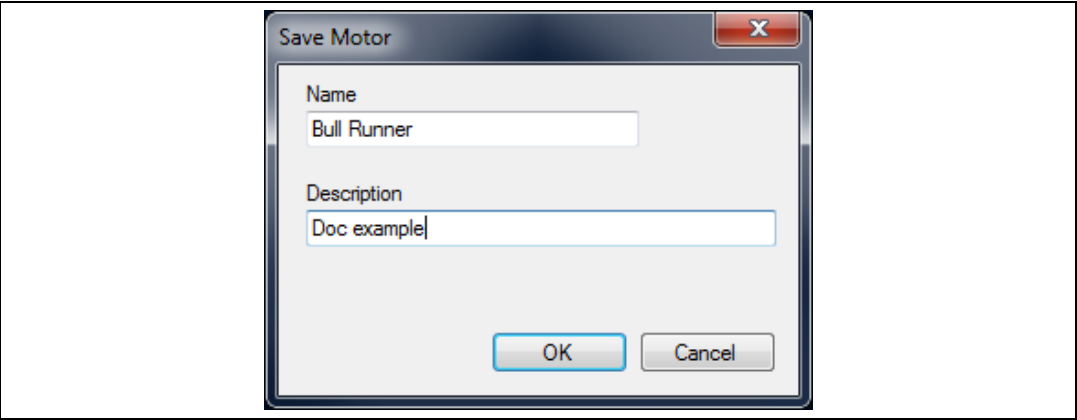 Save Motor
Name
Bull Runner
Description
Doc example
OK Cancel